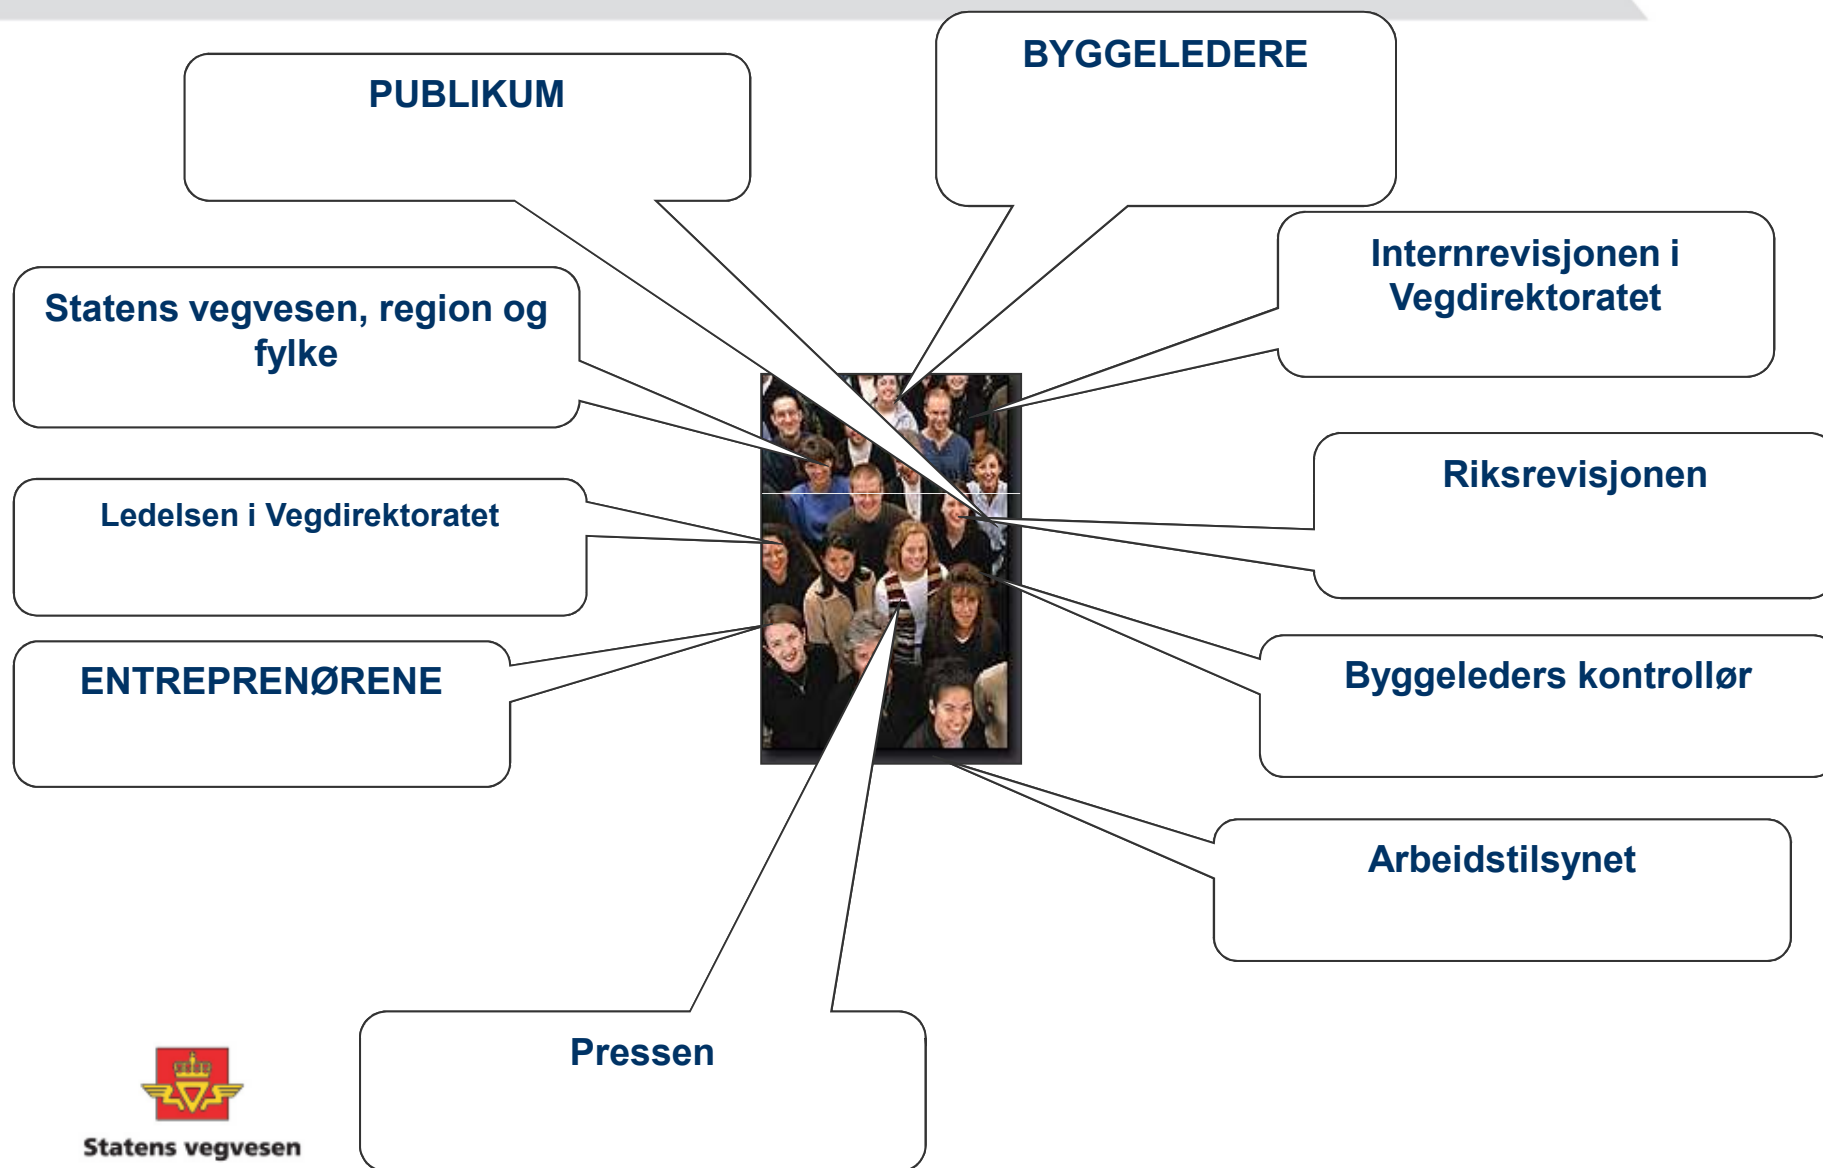 PUBLIKUM
BYGGELEDERE
Internrevisjonen i
Vegdirektoratet
Statens vegvesen, region og
fylke
Riksrevisjonen
Ledelsen i Vegdirektoratet
ENTREPRENØRENE
Byggeleders kontrollør
Arbeidstilsynet
Pressen
Statens vegvesen